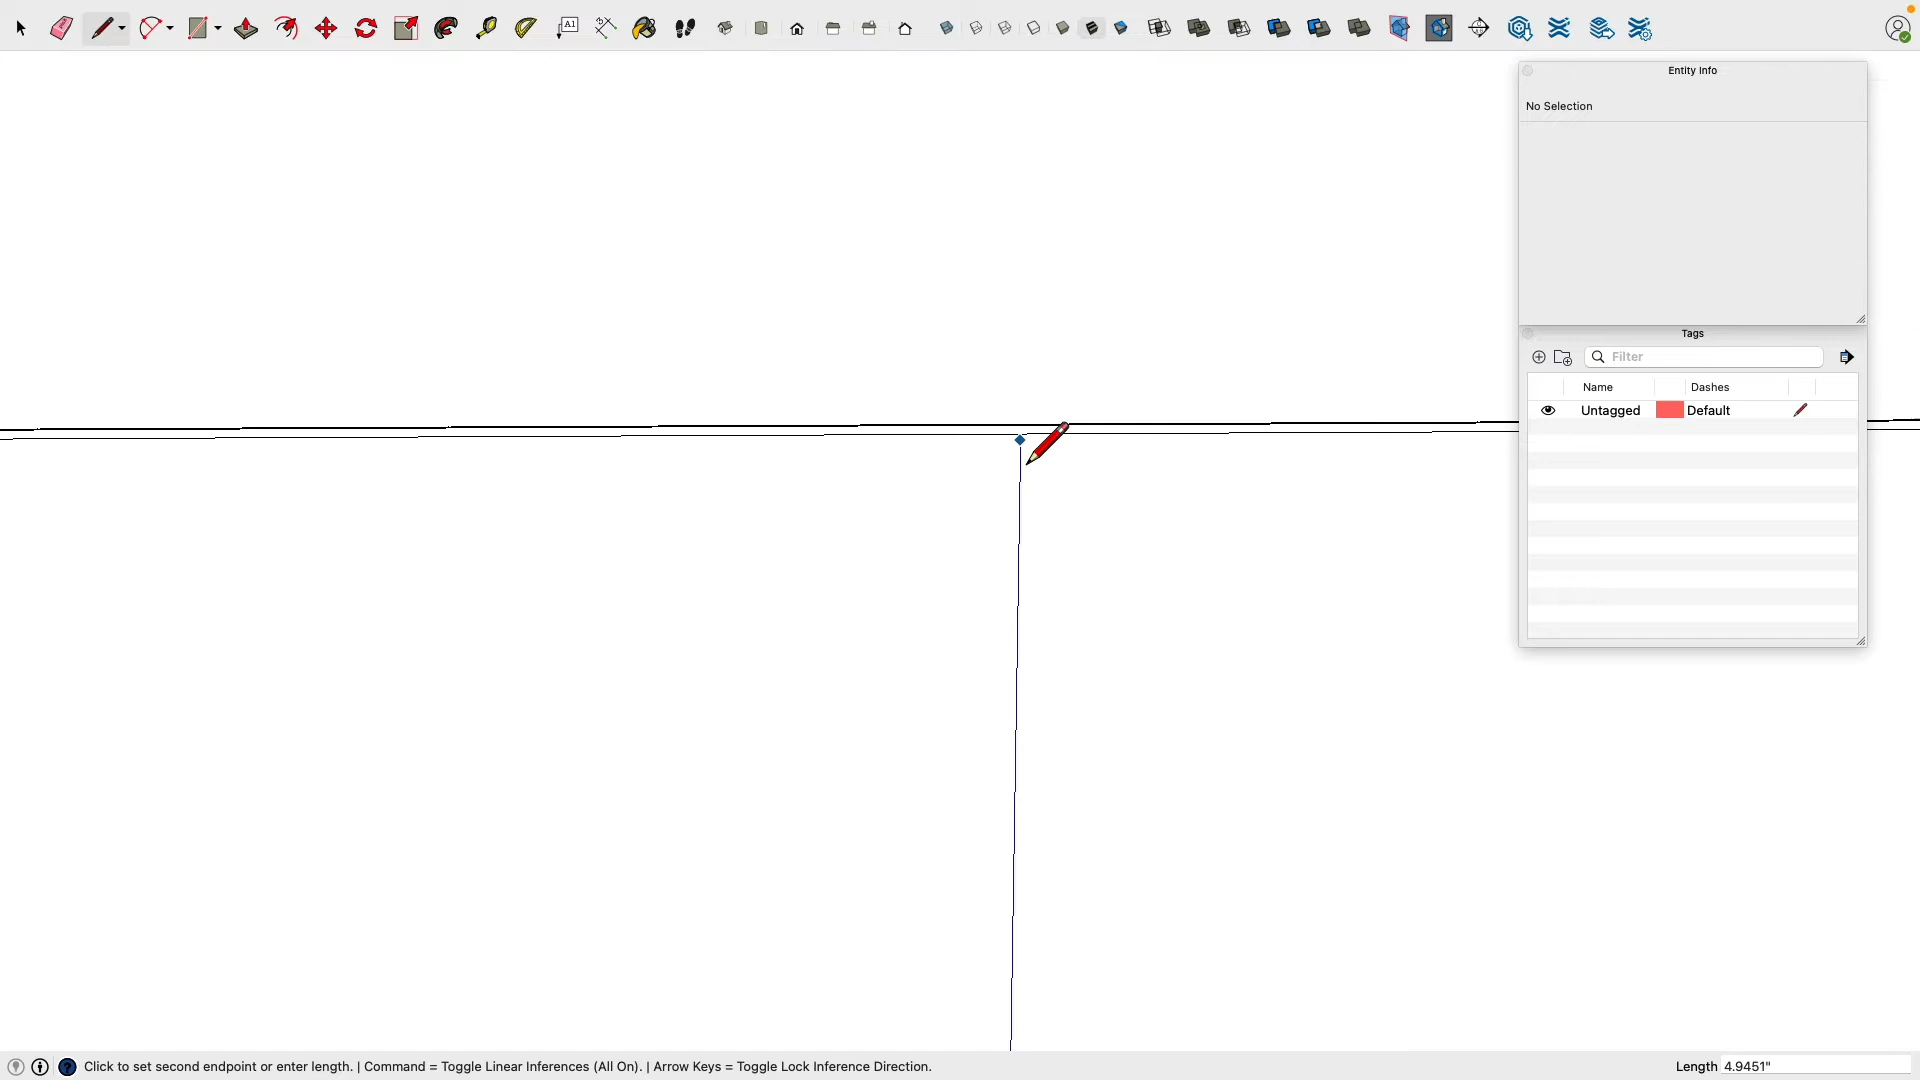 A1
Entity Info
No Selection
Tags
Filter
Name
Dashes
Untagged
Default
Click to set second endpoint or enter length. | Command = Toggle Linear Inferences (All On). | Arrow Keys = Toggle Lock Inference Direction.
Length 4.9451"